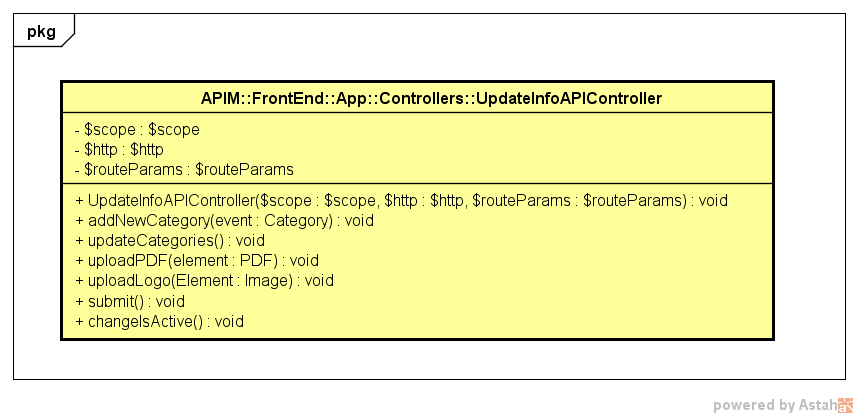 pkg
APIM::FrontEnd::App::Controllers::UpdateInfoAPIController
- $scope : $scope
- $http : $http
- $routeParams : $routeParams
+ UpdateInfoAPIController($scope : $scope, $http : $http, $routeParams : $routeParams) : void
+ addNewCategory(event : Category) : void
+ updateCategories() : void
+ uploadPDF(element : PDF) : void
+ uploadLogo(Element : Image) : void
+ submit() : void
+ changeIsActive() : void
powered by Astah